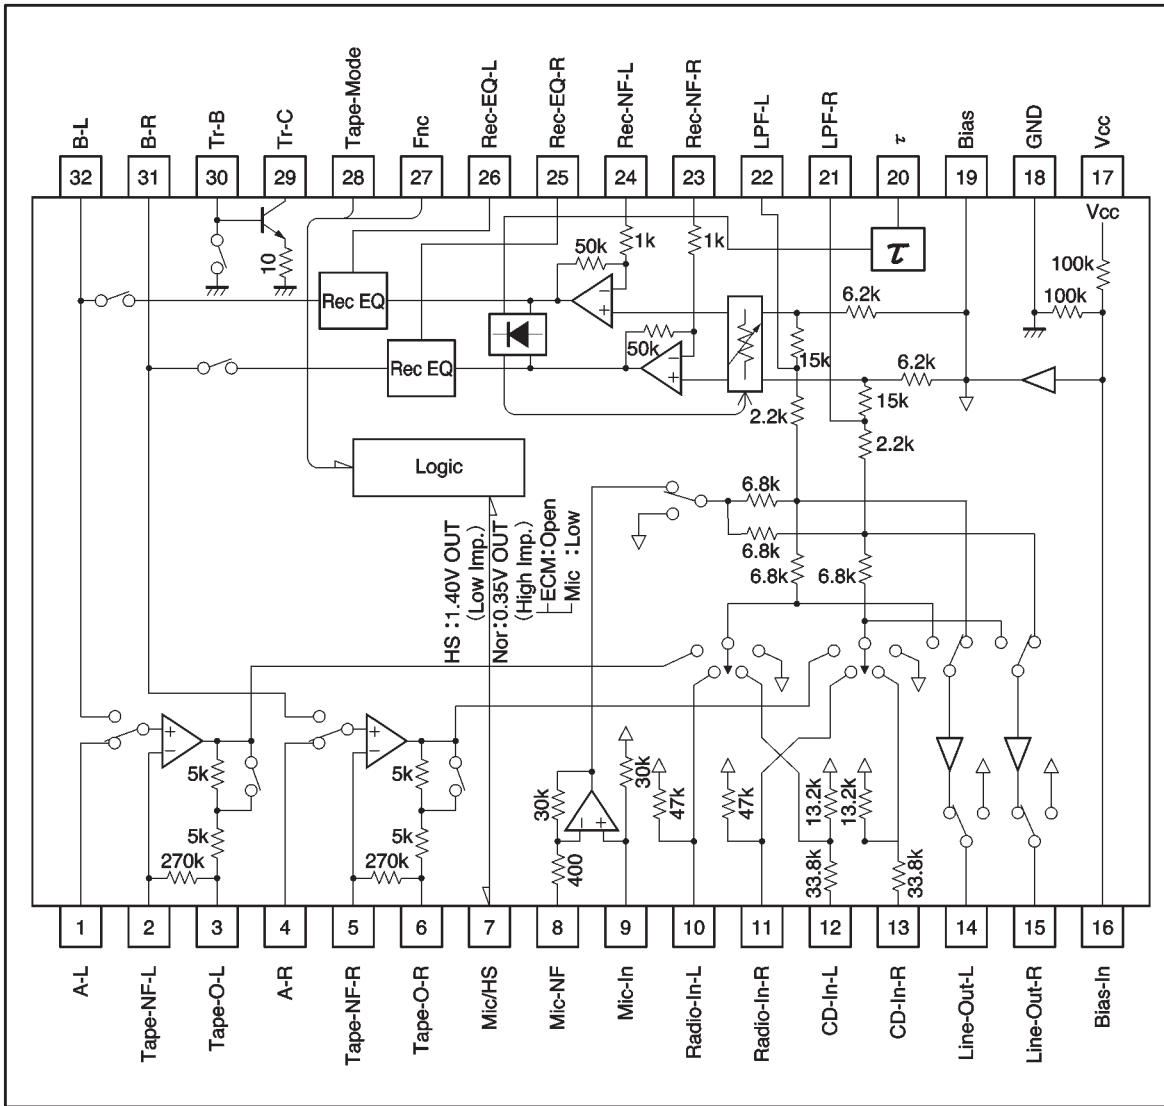 B-L
B-R
Tr-B
Tr-C
Tape-Mode
Fnc
Rec-EQ-L
Rec-EQ-R
Rec-NF-L
Rec-NF-R
LPF-L
LPF-R
τ
Bias
GND
Vcc
32
31
30
29
28
27
26
25
24
23
22
21
20
19
18
17
Vcc
10
50k
1k
1k
τ
100k
100k
Rec EQ
6.2k
50k
15k
Rec EQ
6.2k
15k
2.2k
2.2k
Logic
HS : 1.40V OUT
(Low Imp.)
Nor : 0.35V OUT
(High Imp.)
ECM : Open
Mic : Low
6.8k
6.8k
6.8k
6.8k
+
−
5k
5k
270k
+
−
5k
5k
270k
30k
400
−
+
30k
47k
47k
13.2k
13.2k
33.8k
33.8k
−
+
−
+
1
2
3
4
5
6
7
8
9
10
11
12
13
14
15
16
A-L
Tape-NF-L
Tape-O-L
A-R
Tape-NF-R
Tape-O-R
Mic/HS
Mic-NF
Mic-In
Radio-In-L
Radio-In-R
CD-In-L
CD-In-R
Line-Out-L
Line-Out-R
Bias-In